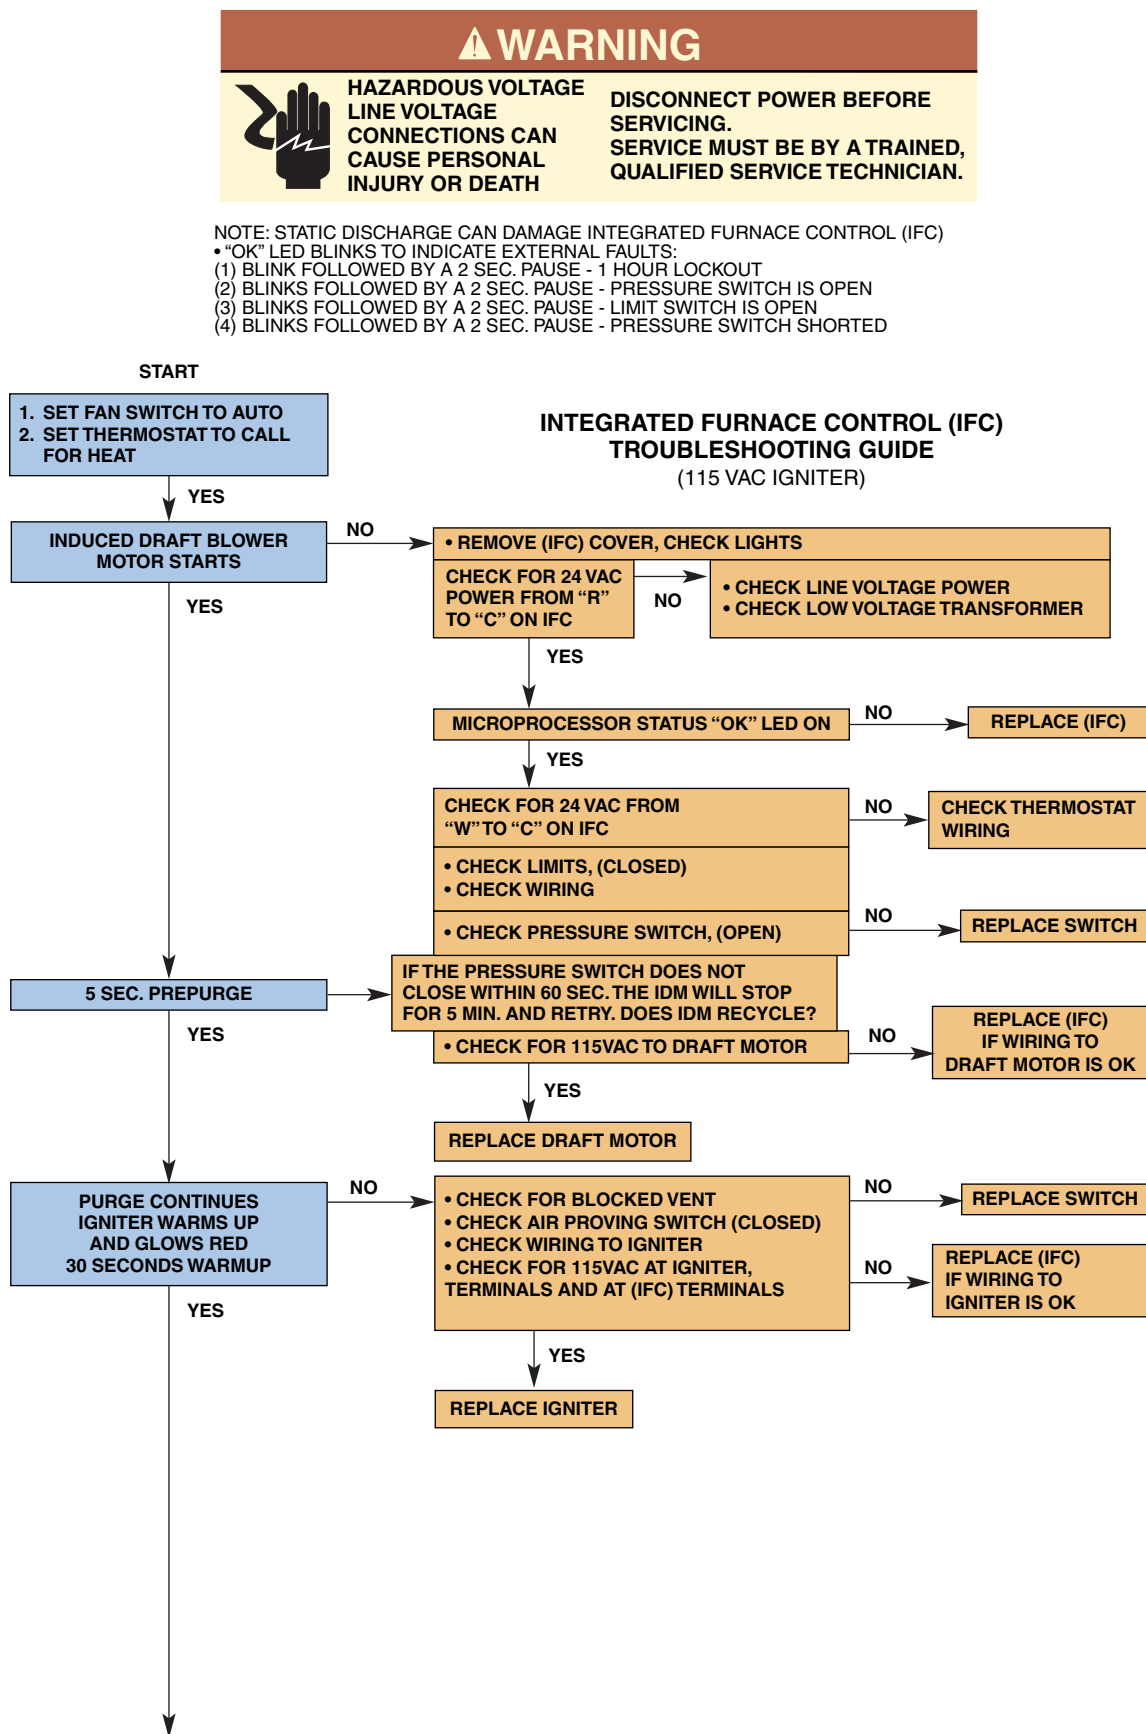 WARNING
HAZARDOUS VOLTAGE
LINE VOLTAGE
CONNECTIONS CAN
CAUSE PERSONAL
INJURY OR DEATH
DISCONNECT POWER BEFORE
SERVICING.
SERVICE MUST BE BY A TRAINED,
QUALIFIED SERVICE TECHNICIAN.
NOTE: STATIC DISCHARGE CAN DAMAGE INTEGRATED FURNACE CONTROL (IFC)
• “OK” LED BLINKS TO INDICATE EXTERNAL FAULTS:
(1) BLINK FOLLOWED BY A 2 SEC. PAUSE - 1 HOUR LOCKOUT
(2) BLINKS FOLLOWED BY A 2 SEC. PAUSE - PRESSURE SWITCH IS OPEN
(3) BLINKS FOLLOWED BY A 2 SEC. PAUSE - LIMIT SWITCH IS OPEN
(4) BLINKS FOLLOWED BY A 2 SEC. PAUSE - PRESSURE SWITCH SHORTED
START
1. SET FAN SWITCH TO AUTO
2. SET THERMOSTAT TO CALL
FOR HEAT
INTEGRATED FURNACE CONTROL (IFC)
TROUBLESHOOTING GUIDE
(115 VAC IGNITER)
YES
INDUCED DRAFT BLOWER
MOTOR STARTS
NO
• REMOVE (IFC) COVER, CHECK LIGHTS
CHECK FOR 24 VAC
POWER FROM “R”
TO “C” ON IFC
NO
• CHECK LINE VOLTAGE POWER
• CHECK LOW VOLTAGE TRANSFORMER
YES
YES
MICROPROCESSOR STATUS “OK” LED ON
NO
REPLACE (IFC)
YES
CHECK FOR 24 VAC FROM
“W” TO “C” ON IFC
NO
CHECK THERMOSTAT
WIRING
• CHECK LIMITS, (CLOSED)
• CHECK WIRING
• CHECK PRESSURE SWITCH, (OPEN)
NO
REPLACE SWITCH
5 SEC. PREPURGE
IF THE PRESSURE SWITCH DOES NOT
CLOSE WITHIN 60 SEC. THE IDM WILL STOP
FOR 5 MIN. AND RETRY. DOES IDM RECYCLE?
YES
• CHECK FOR 115VAC TO DRAFT MOTOR
NO
REPLACE (IFC)
IF WIRING TO
DRAFT MOTOR IS OK
YES
REPLACE DRAFT MOTOR
PURGE CONTINUES
IGNITER WARMS UP
AND GLOWS RED
30 SECONDS WARMUP
NO
• CHECK FOR BLOCKED VENT
• CHECK AIR PROVING SWITCH (CLOSED)
• CHECK WIRING TO IGNITER
• CHECK FOR 115VAC AT IGNITER,
TERMINALS AND AT (IFC) TERMINALS
NO
REPLACE SWITCH
NO
REPLACE (IFC)
IF WIRING TO
IGNITER IS OK
YES
YES
REPLACE IGNITER